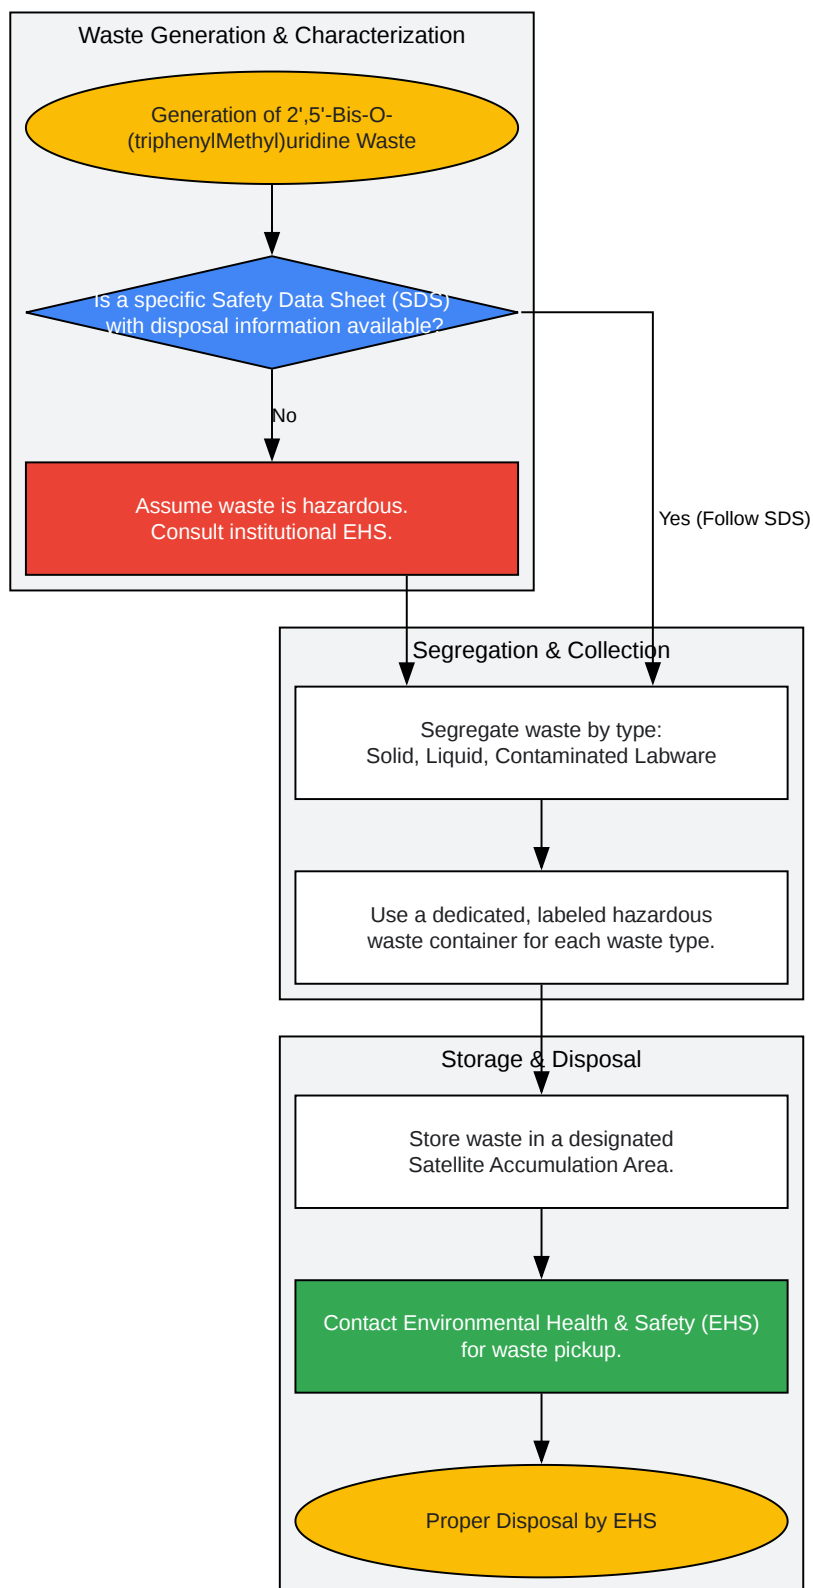 Waste Generation & Characterization
Generation of 2',5'-Bis-O-
(triphenylMethyl)uridine Waste
Is a specific Safety Data Sheet (SDS)
with disposal information available?
No
Yes (Follow SDS)
Assume waste is hazardous.
Consult institutional EHS.
Segregation & Collection
Segregate waste by type:
Solid, Liquid, Contaminated Labware
Use a dedicated, labeled hazardous
waste container for each waste type.
Storage & Disposal
Store waste in a designated
Satellite Accumulation Area.
Contact Environmental Health & Safety (EHS)
for waste pickup.
Proper Disposal by EHS